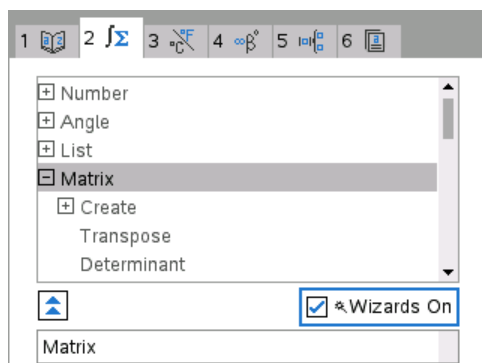 1 2 ∫Σ 3 °C°F 4 ∞β° 5 6
Number
Angle
List
Matrix
Create
Transpose
Determinant
Wizards On
Matrix